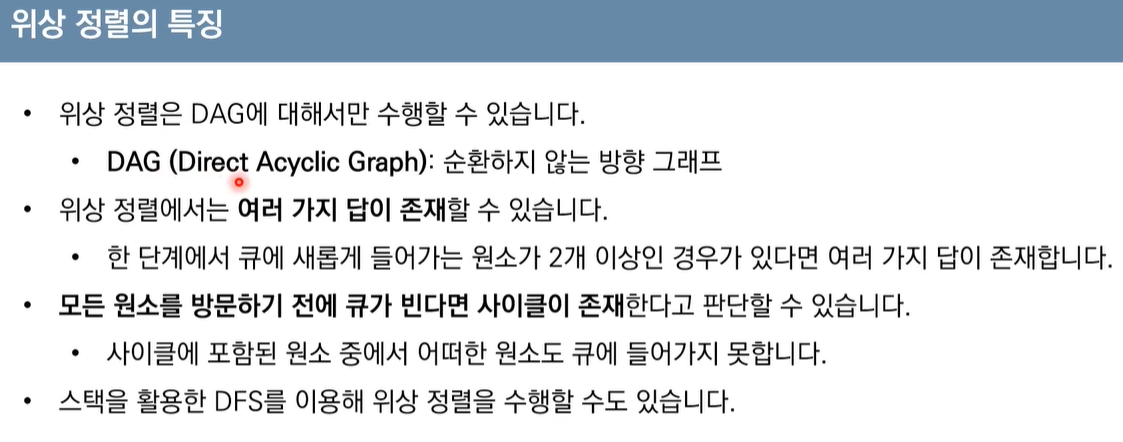 위상 정렬의 특징
• 위상 정렬은 DAG에 대해서만 수행할 수 있습니다.
• DAG (Direct Acyclic Graph): 순환하지 않는 방향 그래프
• 위상 정렬에서는 여러 가지 답이 존재할 수 있습니다.
• 한 단계에서 큐에 새롭게 들어가는 원소가 2개 이상인 경우가 있다면 여러 가지 답이 존재합니다.
• 모든 원소를 방문하기 전에 큐가 빈다면 사이클이 존재한다고 판단할 수 있습니다.
• 사이클에 포함된 원소 중에서 어떠한 원소도 큐에 들어가지 못합니다.
• 스택을 활용한 DFS를 이용해 위상 정렬을 수행할 수도 있습니다.